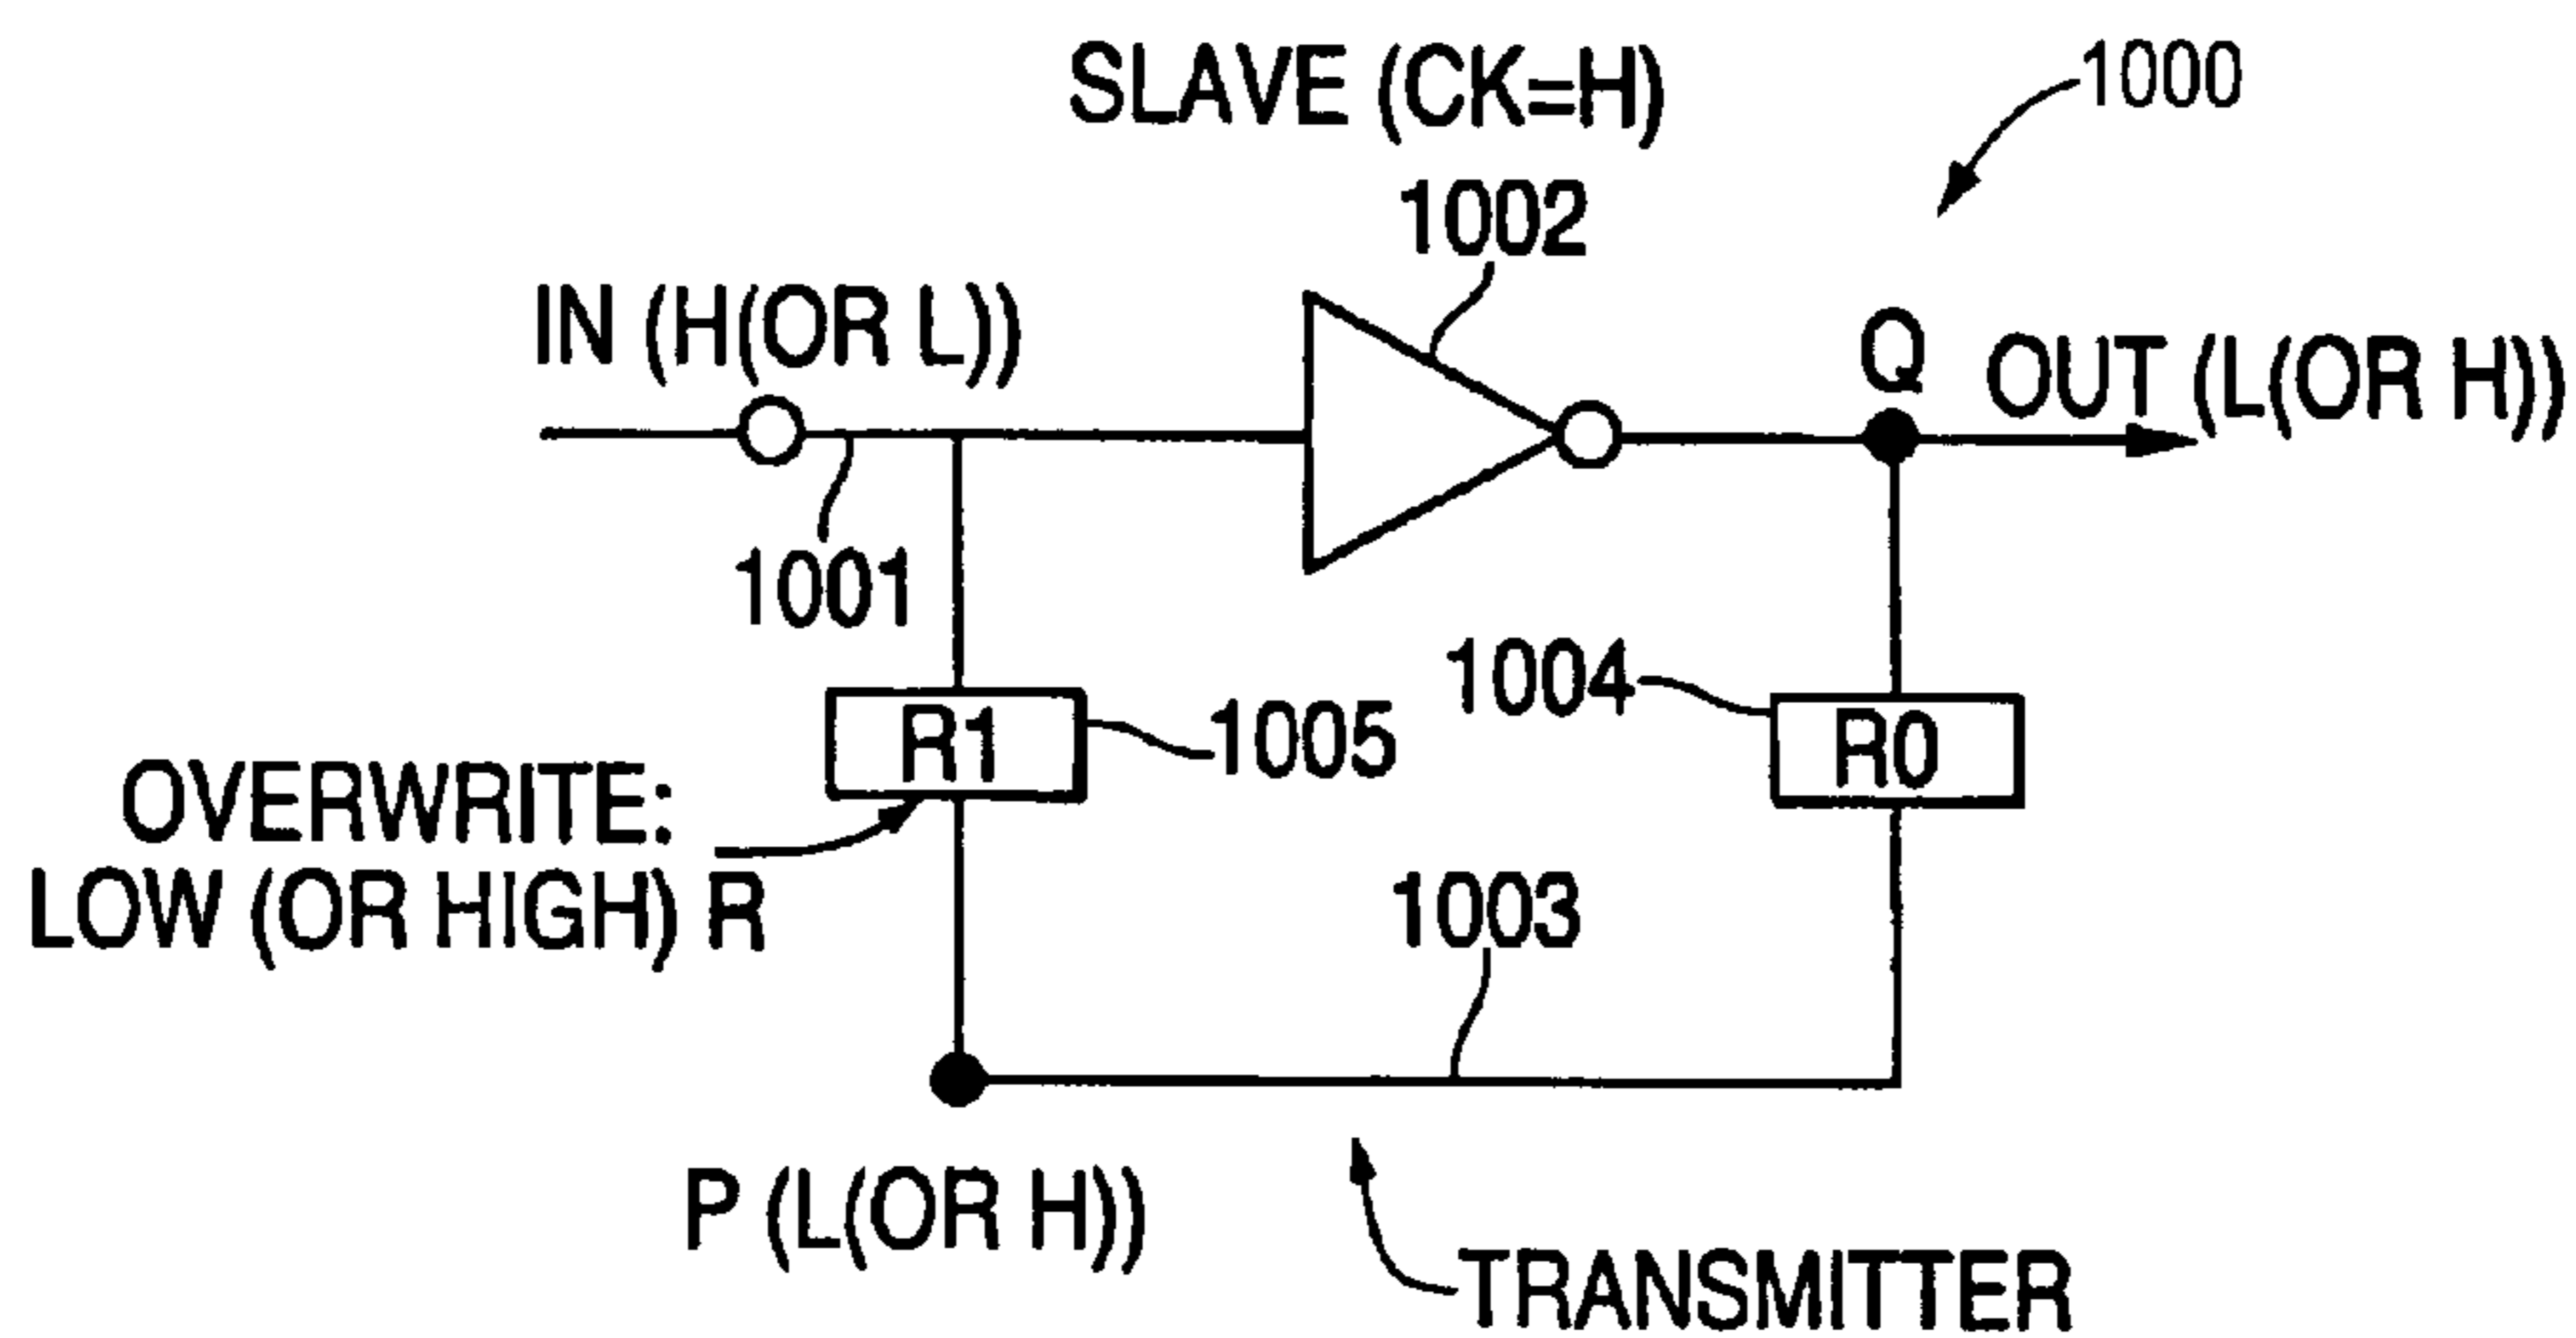 SLAVE (CK=H)
1000
1002
IN (H(OR L))
Q
OUT (L(OR H))
1001
1004
R1
1005
R0
OVERWRITE:
LOW (OR HIGH) R
1003
P (L(OR H))
TRANSMITTER